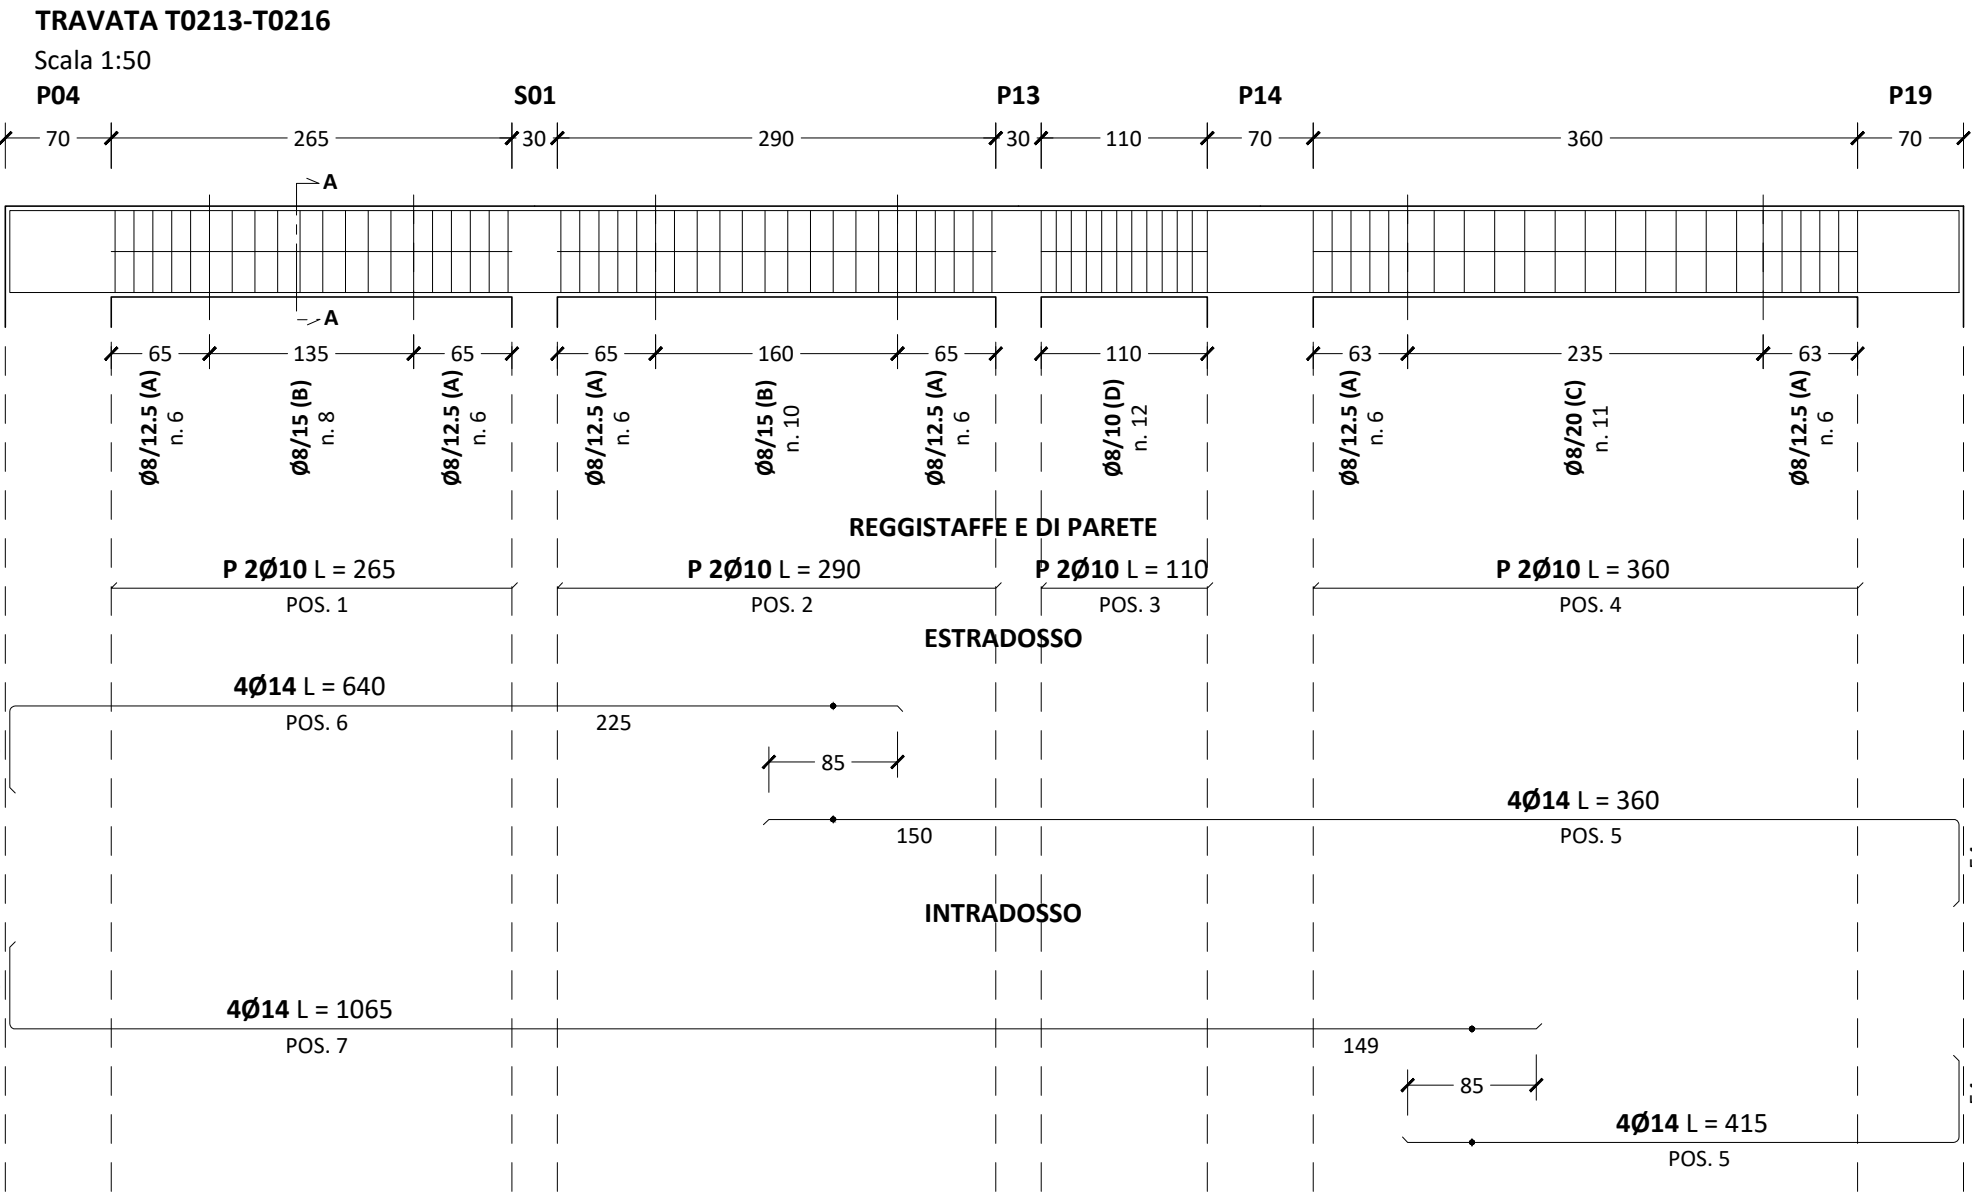 TRAVATA T0213-T0216
Scala 1:50
P04 S01 P13 P14 P19
70 265 30 290 30 110 70 360 70
A
A
65 135 65 65 160 65 110 63 235 63
Ø8/12.5 (A)
n. 6
Ø8/15 (B)
n. 8
Ø8/12.5 (A)
n. 6
Ø8/12.5 (A)
n. 6
Ø8/15 (B)
n. 10
Ø8/12.5 (A)
n. 6
Ø8/10 (D)
n. 12
Ø8/12.5 (A)
n. 6
Ø8/20 (C)
n. 11
Ø8/12.5 (A)
n. 6
REGGISTAFFE E DI PARETE
P 2Ø10 L = 265 P 2Ø10 L = 290 P 2Ø10 L = 110 P 2Ø10 L = 360
POS. 1 POS. 2 POS. 3 POS. 4
ESTRADOSSO
4Ø14 L = 640
POS. 6 225
85
4Ø14 L = 360
150 POS. 5
INTRADOSSO
4Ø14 L = 1065
POS. 7 149
85
4Ø14 L = 415
POS. 5